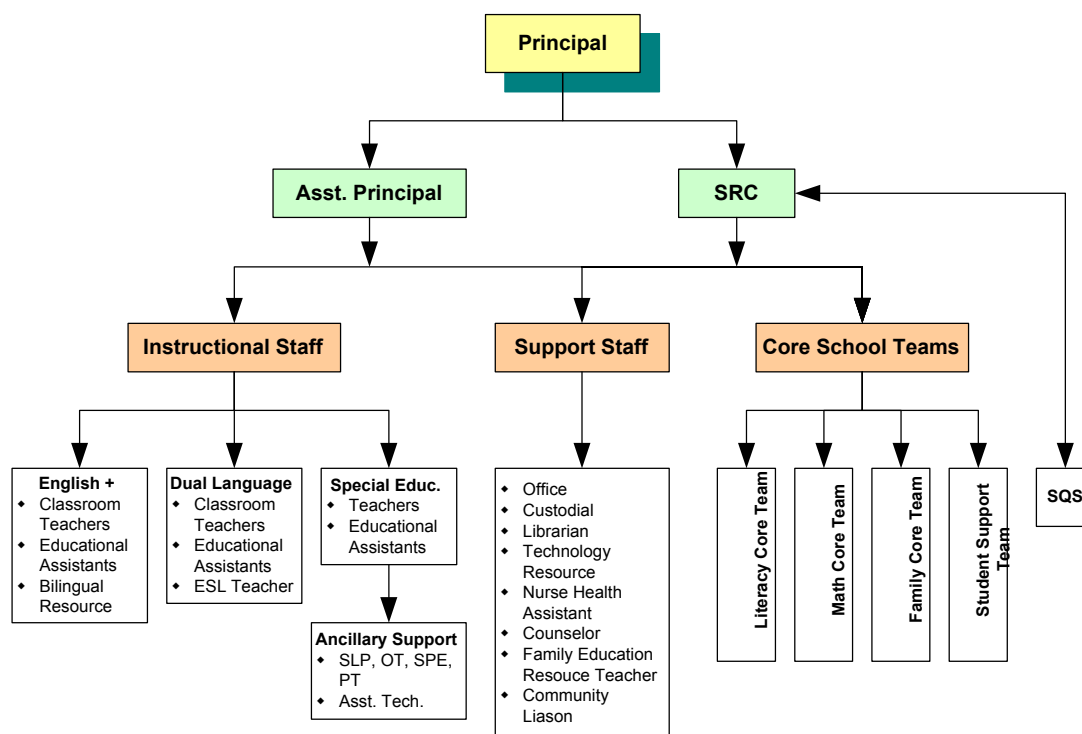 Principal
Asst. Principal
SRC
Instructional Staff
Support Staff
Core School Teams
English +
Classroom
Teachers
Educational
Assistants
Bilingual
Resource
Dual Language
Classroom
Teachers
Educational
Assistants
ESL Teacher
Special Educ.
Teachers
Educational
Assistants
Ancillary Support
SLP, OT, SPE,
PT
Asst. Tech.
Office
Custodial
Librarian
Technology
Resource
Nurse Health
Assistant
Counselor
Family Education
Resouce Teacher
Community
Liason
Literacy Core Team
Math Core Team
Family Core Team
Student Support
Team
SQS